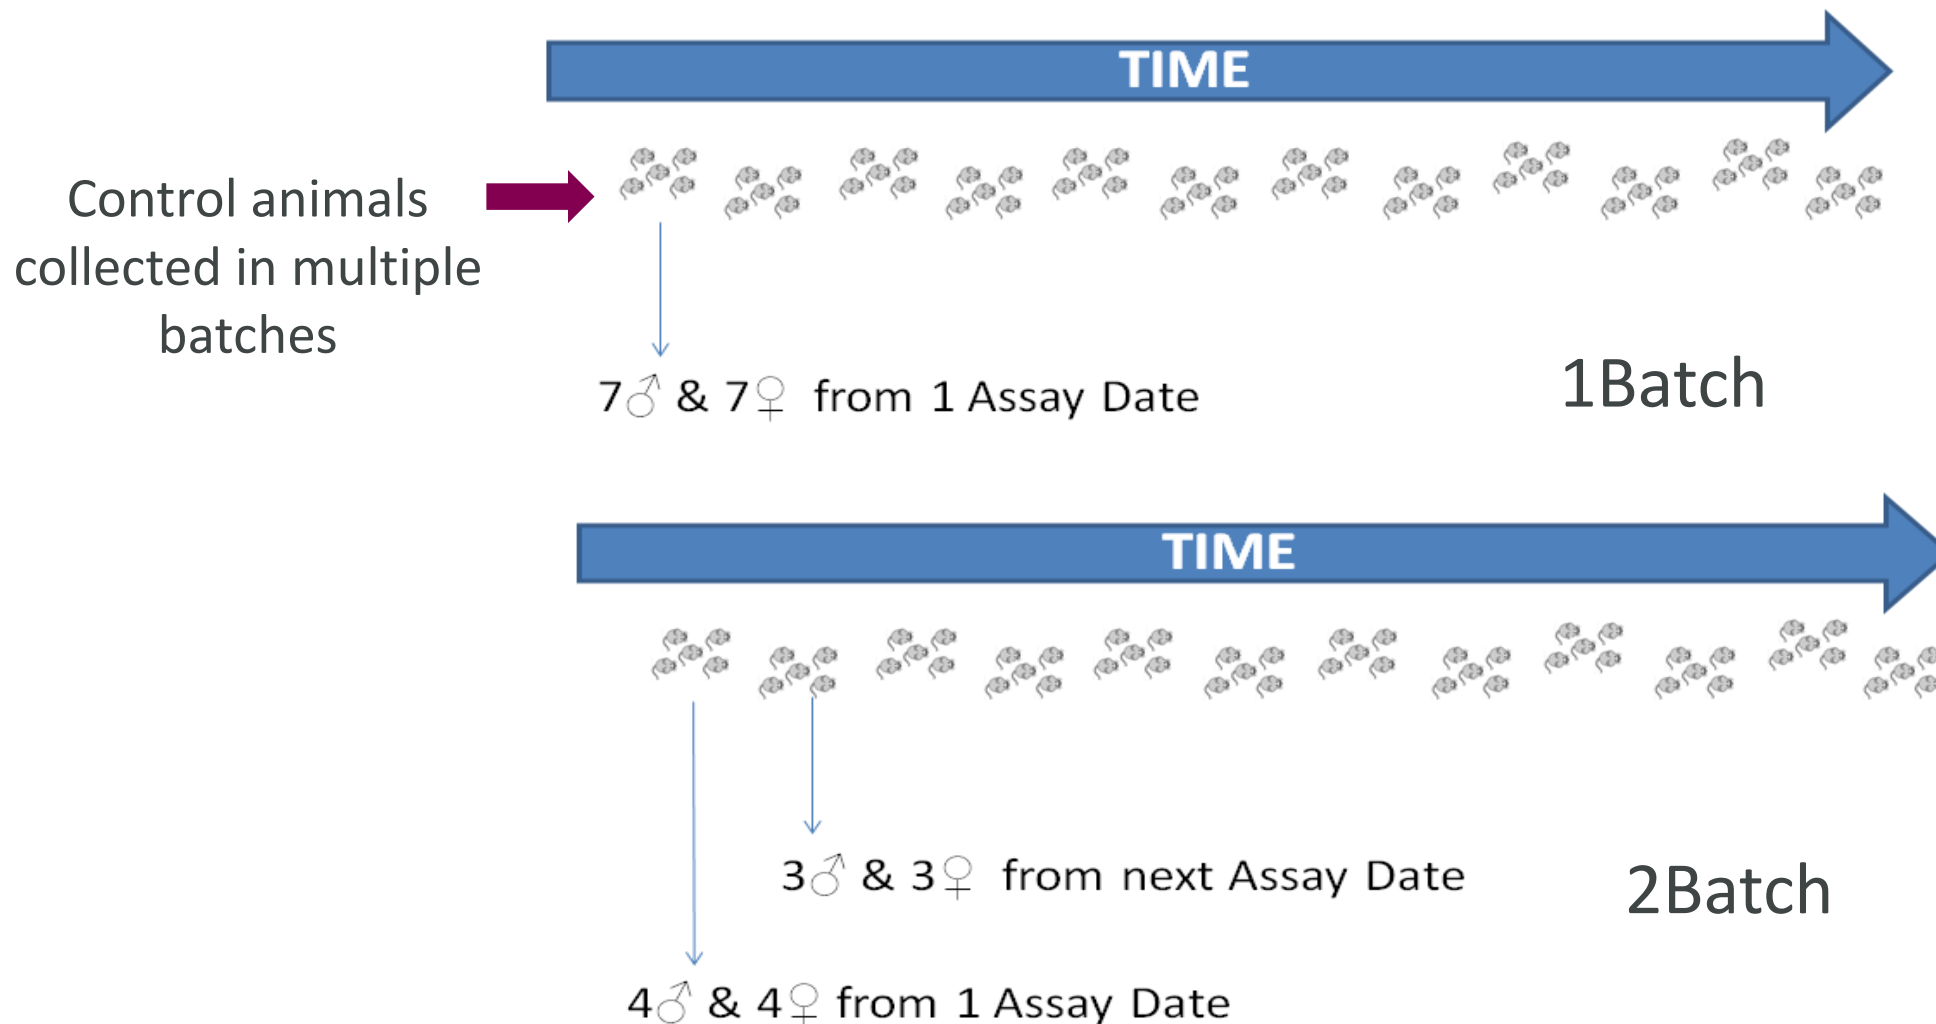 TIME
Control animals
collected in multiple
batches
7♂ & 7♀ from 1 Assay Date
1Batch
TIME
3♂ & 3♀ from next Assay Date
2Batch
4♂ & 4♀ from 1 Assay Date